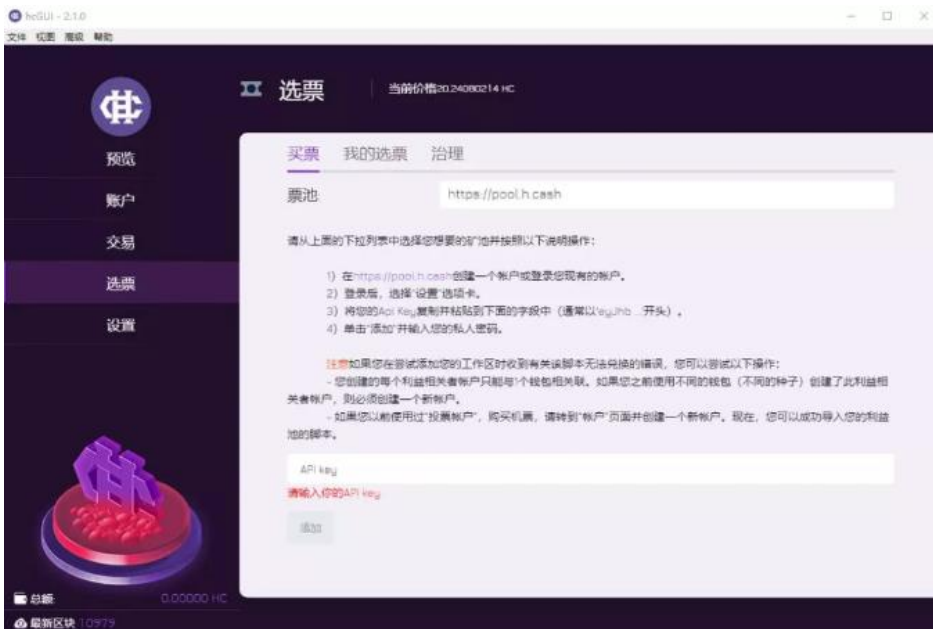 hcGUI - 2.1.0
文件 视图 高级 帮助
选票
当前价格20.24080214 HC
预览
账户
交易
选票
设置
买票 我的选票 治理
票池:
https://pool.h.cash
请从上面的下拉列表中选择您想要的矿池并按照以下说明操作：
1) 在https://pool.h.cash创建一个帐户或登录您现有的帐户。
2) 登录后，选择“设置”选项卡。
3) 将您的Api Key复制并粘贴到下面的字段中（通常以'eyJhb ...开头）。
4) 单击“添加”并输入您的私人密码。
注意如果您在尝试添加您的工作区时收到有关该脚本无法兑换的错误，您可以尝试以下操作：
- 您创建的每个利益相关者帐户只能与1个钱包相关联。如果您之前使用不同的钱包（不同的种子）创建了此利益相
关者帐户，则必须创建一个新帐户。
- 如果您以前使用过“投票帐户”，购买机票，请转到“帐户”页面并创建一个新帐户。现在，您可以成功导入您的利益
池的脚本。
API key
请输入你的API key
添加
总额:
0.00000 HC
最新区块 10979